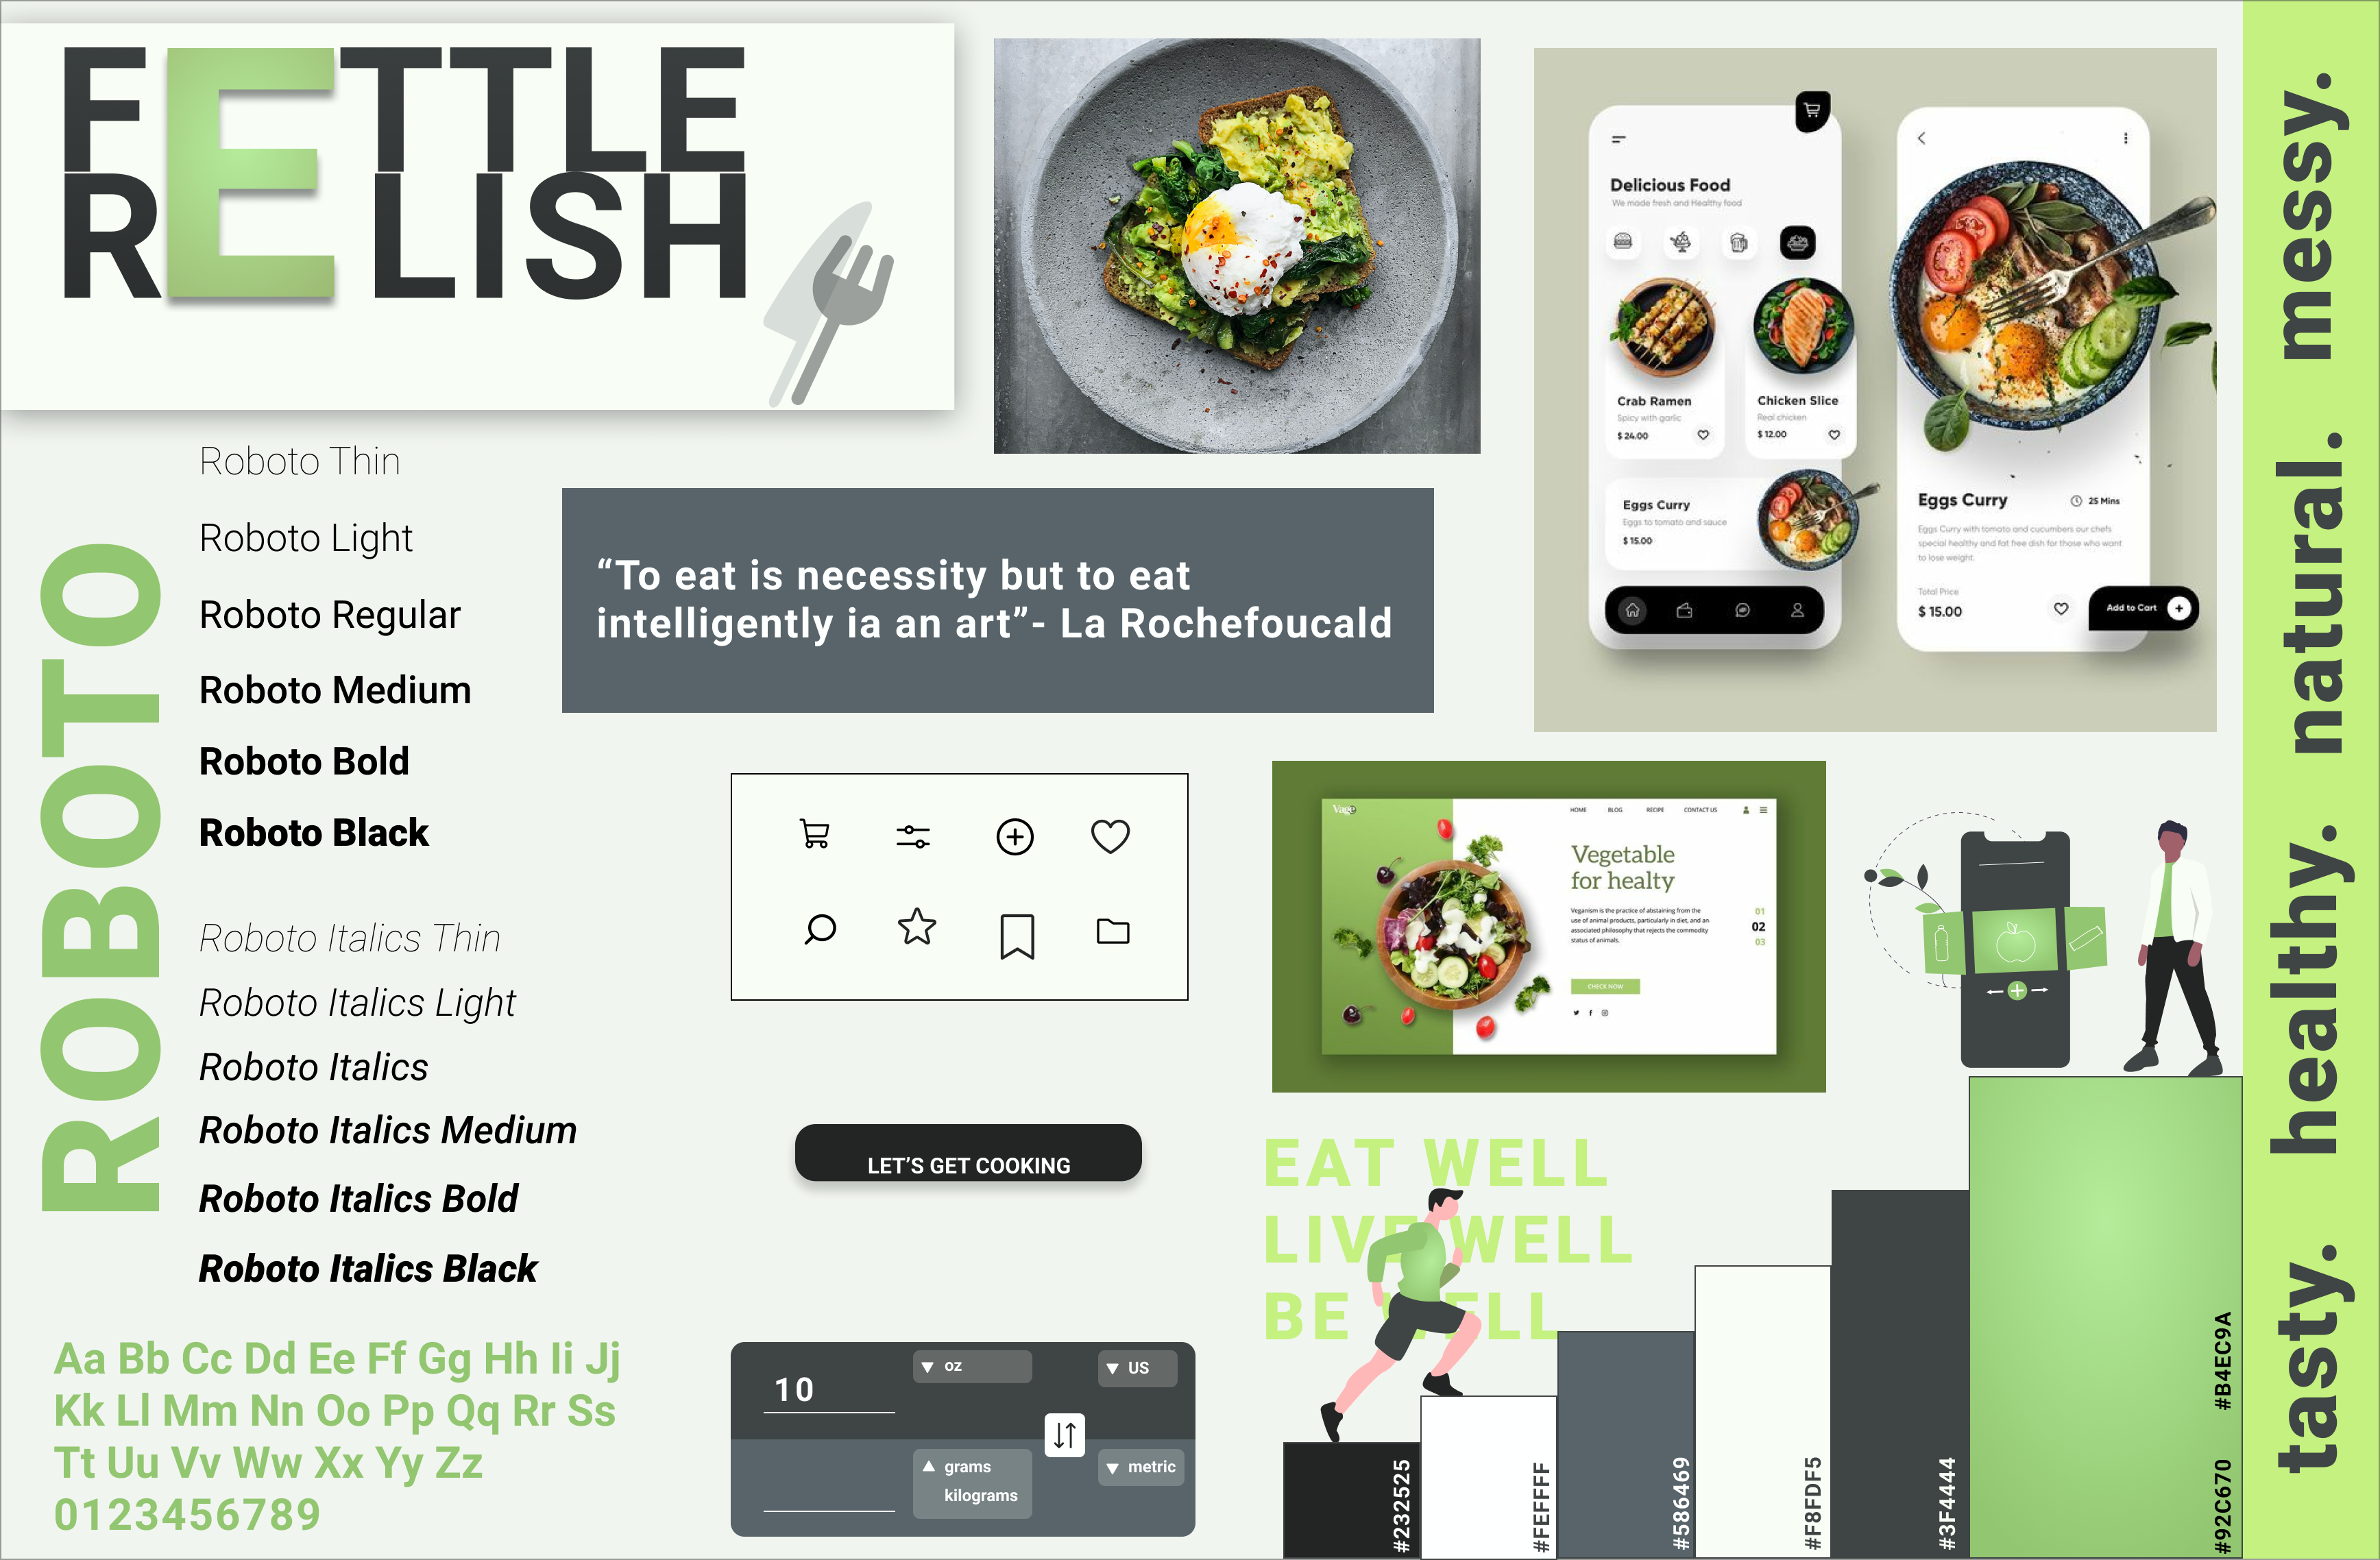 FETTLE
RELISH
Delicious Food
We made fresh and Healthy food
Crab Ramen
Spicy with garlic
$ 24.00
Chicken Slice
Real chicken
$ 12.00
Eggs Curry
Eggs to tomato and sauce
$ 15.00
Eggs Curry
25 Mins
Eggs Curry with tomato and cucumbers our chefs
special healthy and fat free dish for those who want
to lose weight.
Total Price
$ 15.00
Add to Cart
ROBOTO
Roboto Thin
Roboto Light
Roboto Regular
Roboto Medium
Roboto Bold
Roboto Black
Roboto Italics Thin
Roboto Italics Light
Roboto Italics
Roboto Italics Medium
Roboto Italics Bold
Roboto Italics Black
Aa Bb Cc Dd Ee Ff Gg Hh Ii Jj
Kk Ll Mm Nn Oo Pp Qq Rr Ss
Tt Uu Vv Ww Xx Yy Zz
0123456789
“To eat is necessity but to eat
intelligently ia an art”- La Rochefoucald
LET’S GET COOKING
10
oz
US
grams
kilograms
metric
HOME BLOG RECIPE CONTACT US
Vegetable
for healty
Veganism is the practice of abstaining from the
use of animal products, particularly in diet, and an
associated philosophy that rejects the commodity
status of animals.
01
02
03
CHECK NOW
EAT WELL
LIVE WELL
BE WELL
#232525
#FEFFFF
#586469
#F8FDF5
#3F4444
#92C670
#B4EC9A
tasty. healthy. natural. messy.